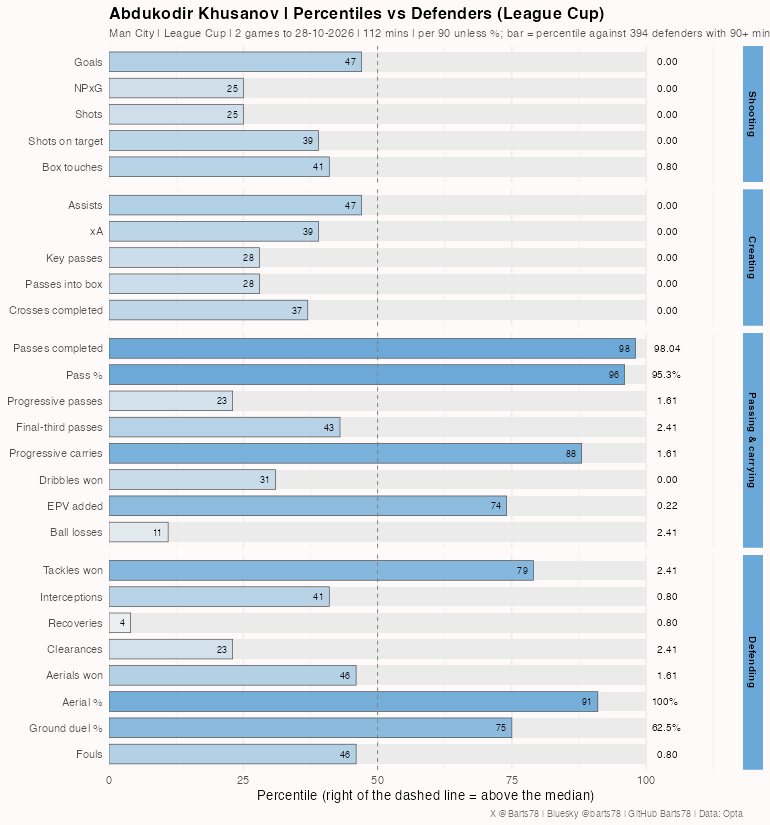 Abdukodir Khusanov | Percentiles vs Defenders (League Cup)
Man City | League Cup | 2 games to 28-10-2026 | 112 mins | per 90 unless %; bar = percentile against 394 defenders with 90+ min
Goals 47 0.00
NPxG 25 0.00
Shots 25 0.00
Shots on target 39 0.00
Box touches 41 0.80
Shooting
Assists 47 0.00
xA 39 0.00
Key passes 28 0.00
Passes into box 28 0.00
Crosses completed 37 0.00
Creating
Passes completed 98 98.04
Pass % 96 95.3%
Progressive passes 23 1.61
Final-third passes 43 2.41
Progressive carries 88 1.61
Dribbles won 31 0.00
EPV added 74 0.22
Ball losses 11 2.41
Passing & carrying
Tackles won 79 2.41
Interceptions 41 0.80
Recoveries 4 0.80
Clearances 23 2.41
Aerials won 46 1.61
Aerial % 91 100%
Ground duel % 75 62.5%
Fouls 46 0.80
Defending
0 25 50 75 100
Percentile (right of the dashed line = above the median)
X @Barts78 | Bluesky @barts78 | GitHub Barts78 | Data: Opta